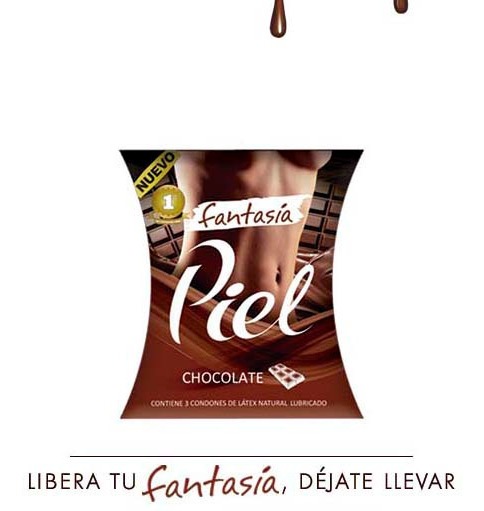 NUEVO
1
fantasía
Piel
CHOCOLATE
CONTIENE 3 CONDONES DE LÁTEX NATURAL LUBRICADO
LIBERA TU fantasía, DÉJATE LLEVAR